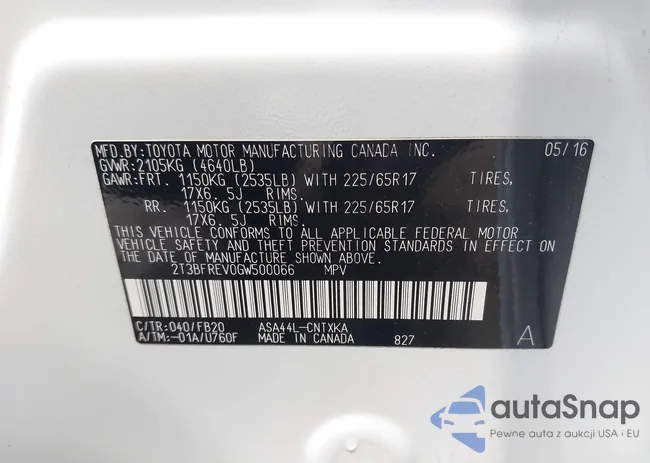 MFD.BY:TOYOTA MOTOR MANUFACTURING CANADA INC. 05/16
GVWR:2105KG (4640LB)
GAWR:FRT. 1150KG (2535LB) WITH 225/65R17 TIRES,
17X6. 5J RIMS.
RR. 1150KG (2535LB) WITH 225/65R17 TIRES,
17X6. 5J RIMS.
THIS VEHICLE CONFORMS TO ALL APPLICABLE FEDERAL MOTOR
VEHICLE SAFETY AND THEFT PREVENTION STANDARDS IN EFFECT ON
THE DATE OF MANUFACTURE SHOWN ABOVE.
2T3BFREV0GW500066 MPV
C/TR:040/FB20 ASA44L-CNTXKA
A/TM:-01A/U760F MADE IN CANADA 827 A
autoSnap
Pewne auta z aukcji USA i EU